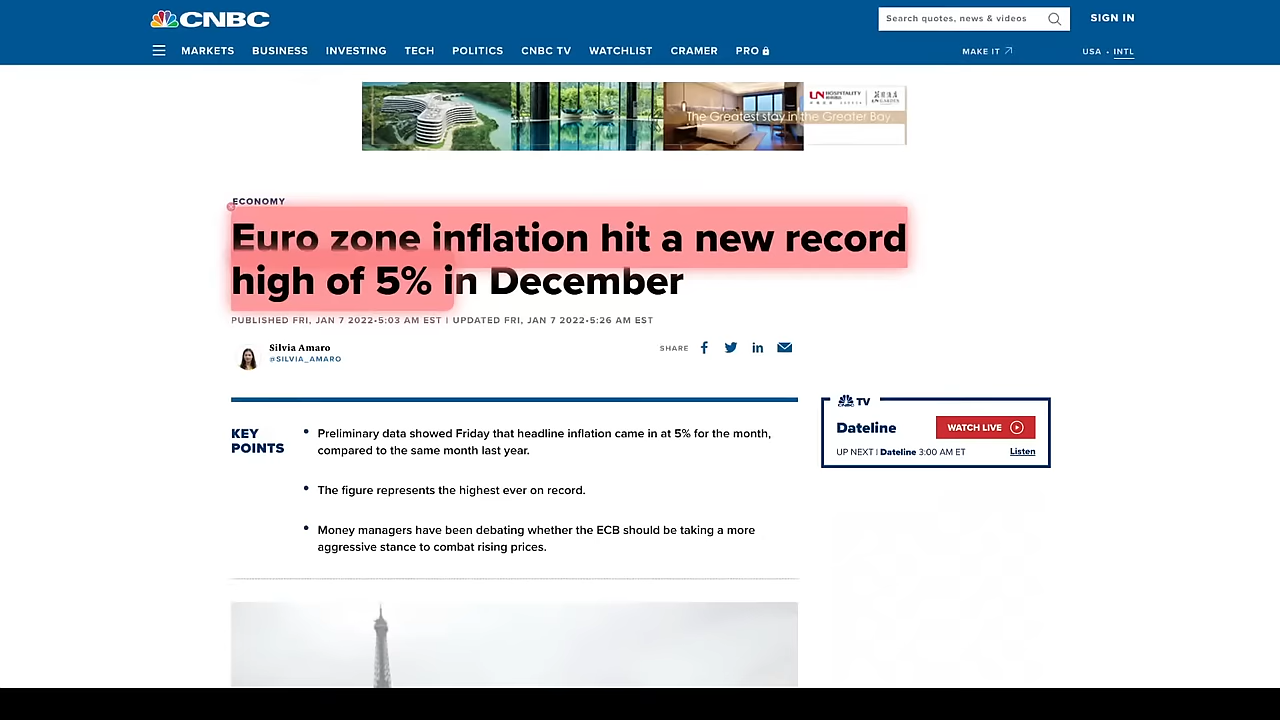 CNBC
Search quotes, news & videos
SIGN IN
MARKETS BUSINESS INVESTING TECH POLITICS CNBC TV WATCHLIST CRAMER PRO
MAKE IT
USA • INTL
UN HOSPITALITY
The Greatest stay in the Greater Bay
ECONOMY
Euro zone inflation hit a new record
high of 5% in December
PUBLISHED FRI, JAN 7 2022•5:03 AM EST | UPDATED FRI, JAN 7 2022•5:26 AM EST
Silvia Amaro
@SILVIA_AMARO
SHARE
KEY
POINTS
• Preliminary data showed Friday that headline inflation came in at 5% for the month,
compared to the same month last year.
• The figure represents the highest ever on record.
• Money managers have been debating whether the ECB should be taking a more
aggressive stance to combat rising prices.
CNBC TV
Dateline
WATCH LIVE
UP NEXT | Dateline 3:00 AM ET
Listen